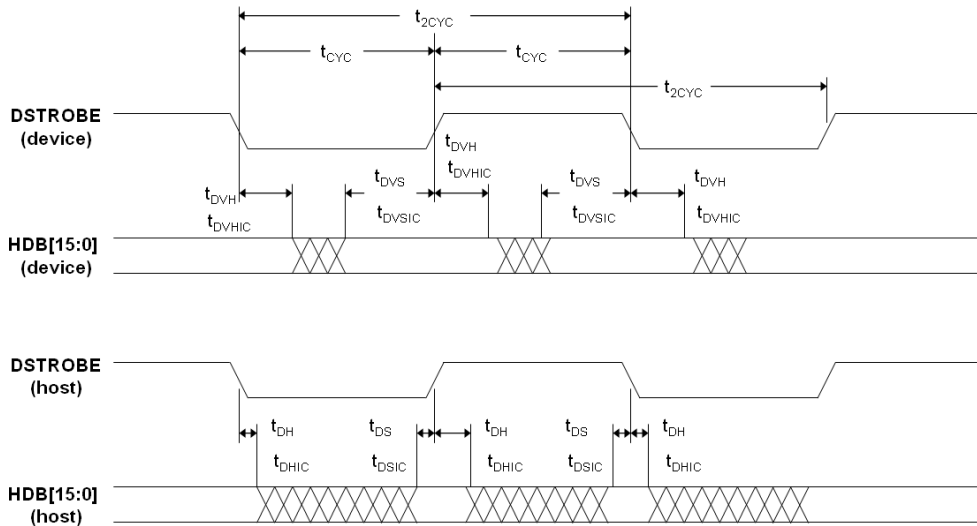 t2CYC
tCYC tCYC
t2CYC
DSTROBE
(device)
tDVH
tDVS tDVHIC tDVS tDVH
tDVH
tDVHIC tDVSIC tDVSIC tDVHIC
HDB[15:0]
(device)
DSTROBE
(host)
tDH tDS tDH tDS tDH
tDHIC tDSIC tDHIC tDSIC tDHIC
HDB[15:0]
(host)